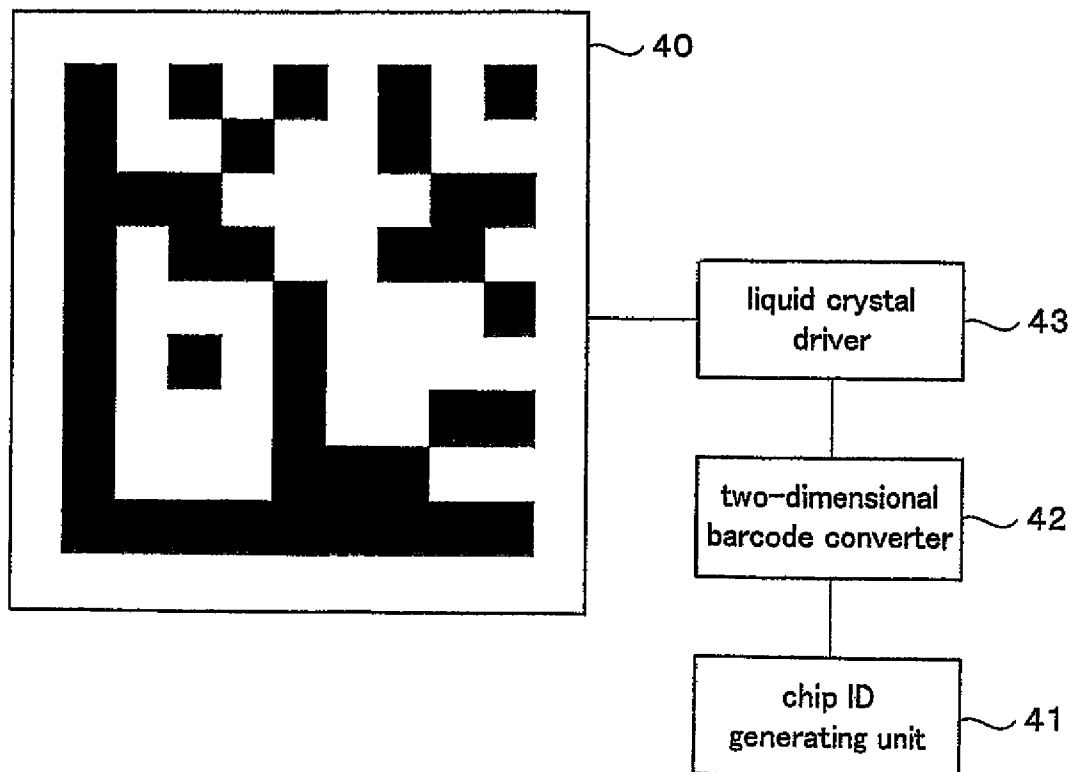 40
liquid crystal
driver
43
two-dimensional
barcode converter
42
chip ID
generating unit
41